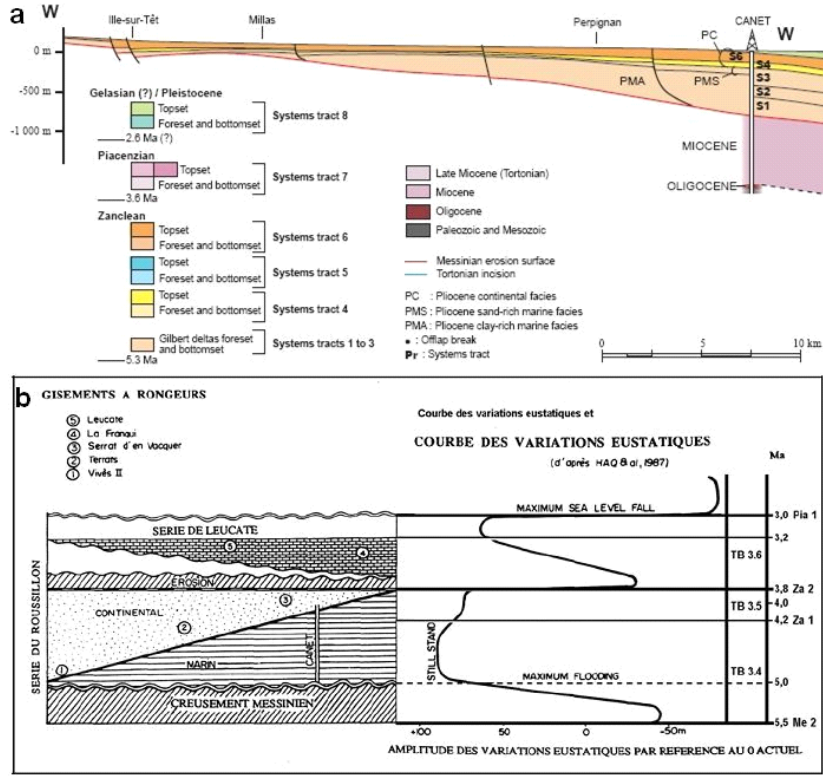 a
W
Ille-sur-Têt
Millas
Perpignan
CANET
W
PC
S6
S4
S3
S2
S1
PMS
PMA
0 m
-500 m
-1 000 m
MIOCENE
OLIGOCENE
Gelasian (?) / Pleistocene
Topset
Foreset and bottomset
Systems tract 8
2.6 Ma (?)
Piacenzian
Topset
Foreset and bottomset
Systems tract 7
3.6 Ma
Zanclean
Topset
Foreset and bottomset
Systems tract 6
Topset
Foreset and bottomset
Systems tract 5
Topset
Foreset and bottomset
Systems tract 4
Gilbert deltas foreset
and bottomset
Systems tracts 1 to 3
5.3 Ma
Late Miocene (Tortonian)
Miocene
Oligocene
Paleozoic and Mesozoic
Messinian erosion surface
Tortonian incision
PC : Pliocene continental facies
PMS : Pliocene sand-rich marine facies
PMA : Pliocene clay-rich marine facies
: Offlap break
Pr : Systems tract
0 5 10 km
b
GISEMENTS A RONGEURS
5 Leucate
4 La Franqui
3 Serrat d'en Vacquer
2 Terrats
1 Vivès II
Courbe des variations eustatiques et
COURBE DES VARIATIONS EUSTATIQUES
(d'après HAQ & al, 1987)
Ma
SERIE DU ROUSSILLON
SERIE DE LEUCATE
5
4
EROSION
CONTINENTAL
3
2
1
MARIN
CANET
CREUSEMENT MESSINIEN
MAXIMUM SEA LEVEL FALL
STILL STAND
MAXIMUM FLOODING
TB 3.6
TB 3.5
TB 3.4
3,0 Pia 1
3,2
3,8 Za 2
4,0
4,2 Za 1
5,0
5,5 Me 2
+100 50 0 -50m
AMPLITUDE DES VARIATIONS EUSTATIQUES PAR REFERENCE AU 0 ACTUEL